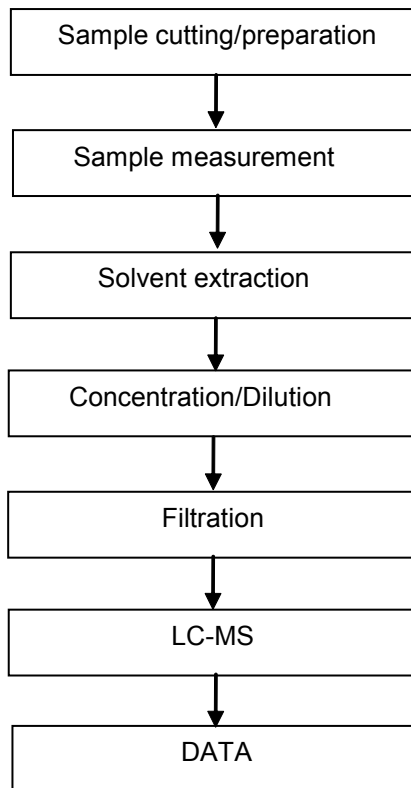 Sample cutting/preparation
Sample measurement
Solvent extraction
Concentration/Dilution
Filtration
LC-MS
DATA